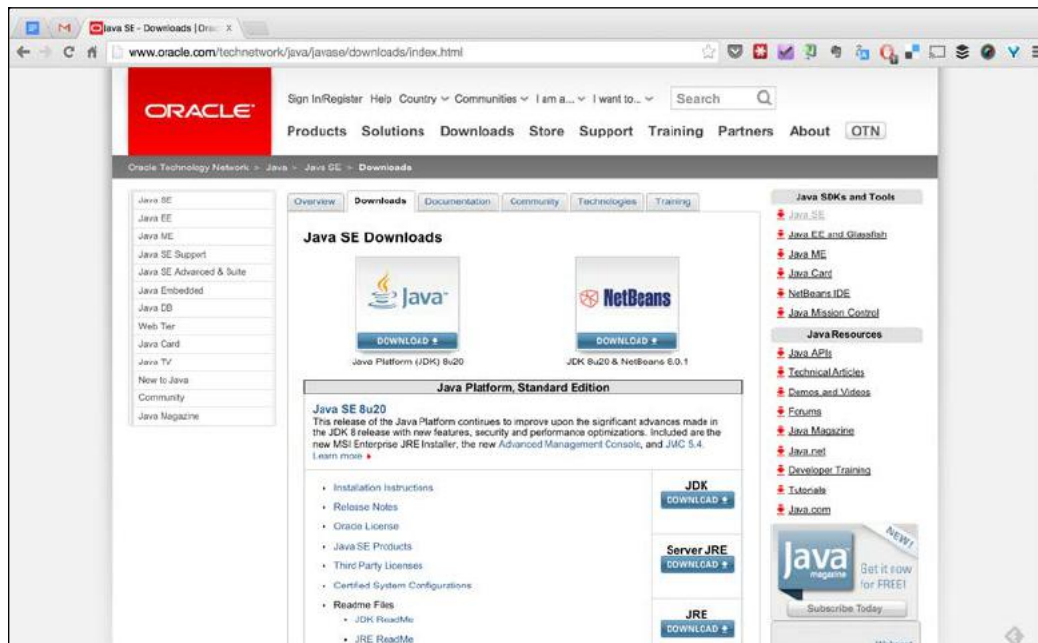 Java SE - Downloads | Orac X
www.oracle.com/technetwork/java/javase/downloads/index.html
ORACLE
Sign In/Register Help Country Communities I am a... I want to... Search
Products Solutions Downloads Store Support Training Partners About OTN
Oracle Technology Network > Java > Java SE > Downloads
Java SE
Java EE
Java ME
Java SE Support
Java SE Advanced & Suite
Java Embedded
Java DB
Web Tier
Java Card
Java TV
New to Java
Community
Java Magazine
Overview Downloads Documentation Community Technologies Training
Java SE Downloads
Java
DOWNLOAD
Java Platform (JDK) 8u20
NetBeans
DOWNLOAD
JDK 8u20 & NetBeans 8.0.1
Java Platform, Standard Edition
Java SE 8u20
This release of the Java Platform continues to improve upon the significant advances made in
the JDK 8 release with new features, security and performance optimizations. Included are the
new MSI Enterprise JRE Installer, the new Advanced Management Console, and JMC 5.4.
Learn more
Installation Instructions
Release Notes
Oracle License
Java SE Products
Third Party Licenses
Certified System Configurations
Readme Files
JDK ReadMe
JRE ReadMe
JDK
DOWNLOAD
Server JRE
DOWNLOAD
JRE
DOWNLOAD
Java SDKs and Tools
Java SE
Java EE and Glassfish
Java ME
Java Card
NetBeans IDE
Java Mission Control
Java Resources
Java APIs
Technical Articles
Demos and Videos
Forums
Java Magazine
Java.net
Developer Training
Tutorials
Java.com
NEW!
Java
magazine
Get it now
for FREE!
Subscribe Today